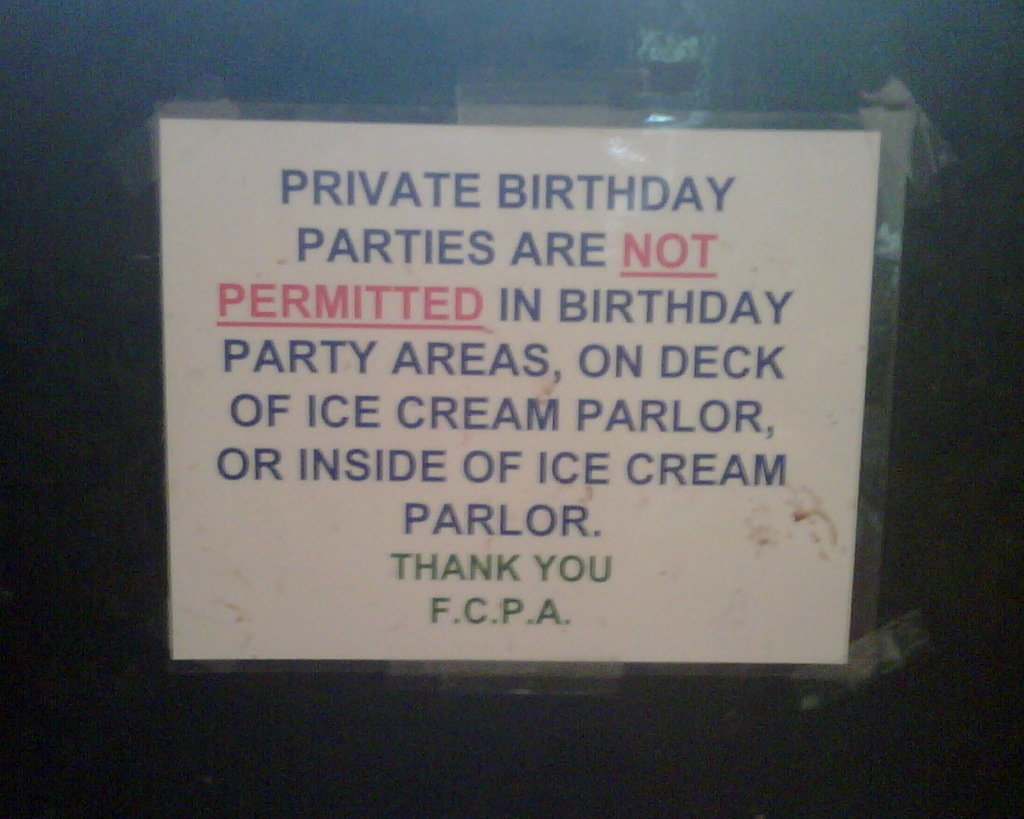 PRIVATE BIRTHDAY
PARTIES ARE NOT
PERMITTED IN BIRTHDAY
PARTY AREAS, ON DECK
OF ICE CREAM PARLOR,
OR INSIDE OF ICE CREAM
PARLOR.
THANK YOU
F.C.P.A.